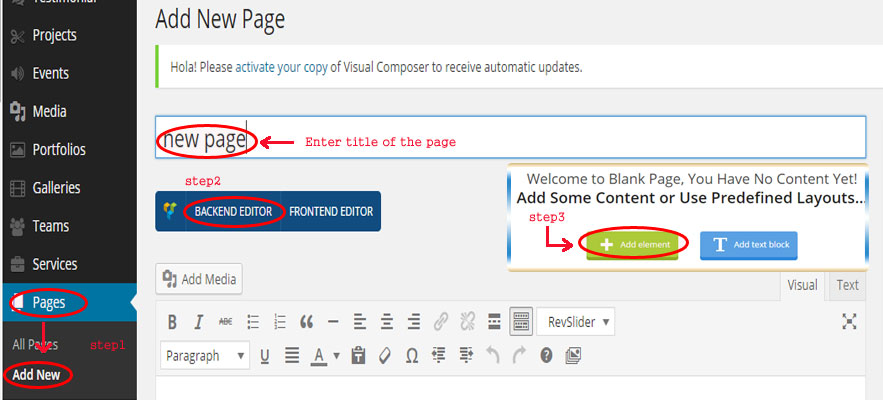 Testimonial
Projects
Events
Media
Portfolios
Galleries
Teams
Services
Pages
All Pages
step1
Add New
Add New Page
Hola! Please activate your copy of Visual Composer to receive automatic updates.
new page
Enter title of the page
step2
BACKEND EDITOR
FRONTEND EDITOR
Welcome to Blank Page, You Have No Content Yet!
Add Some Content or Use Predefined Layouts...
step3
+ Add element
T Add text block
Add Media
Visual
Text
B I ABC
RevSlider
Paragraph
U A Ω